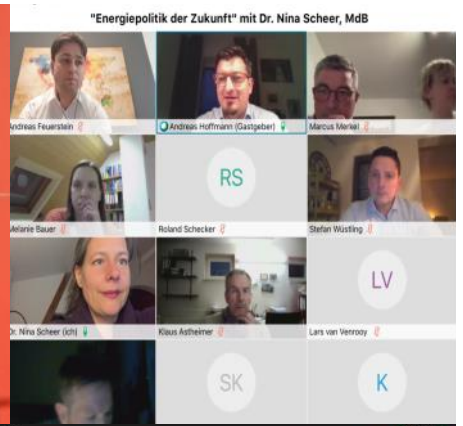 "Energiepolitik der Zukunft" mit Dr. Nina Scheer, MdB
Andreas Feuerstein
Andreas Hoffmann (Gastgeber)
Marcus Merkel
Melanie Bauer
RS
Roland Schecker
Stefan Wüstling
Dr. Nina Scheer (ich)
Klaus Astheimer
LV
Lars van Venrooy
SK
K